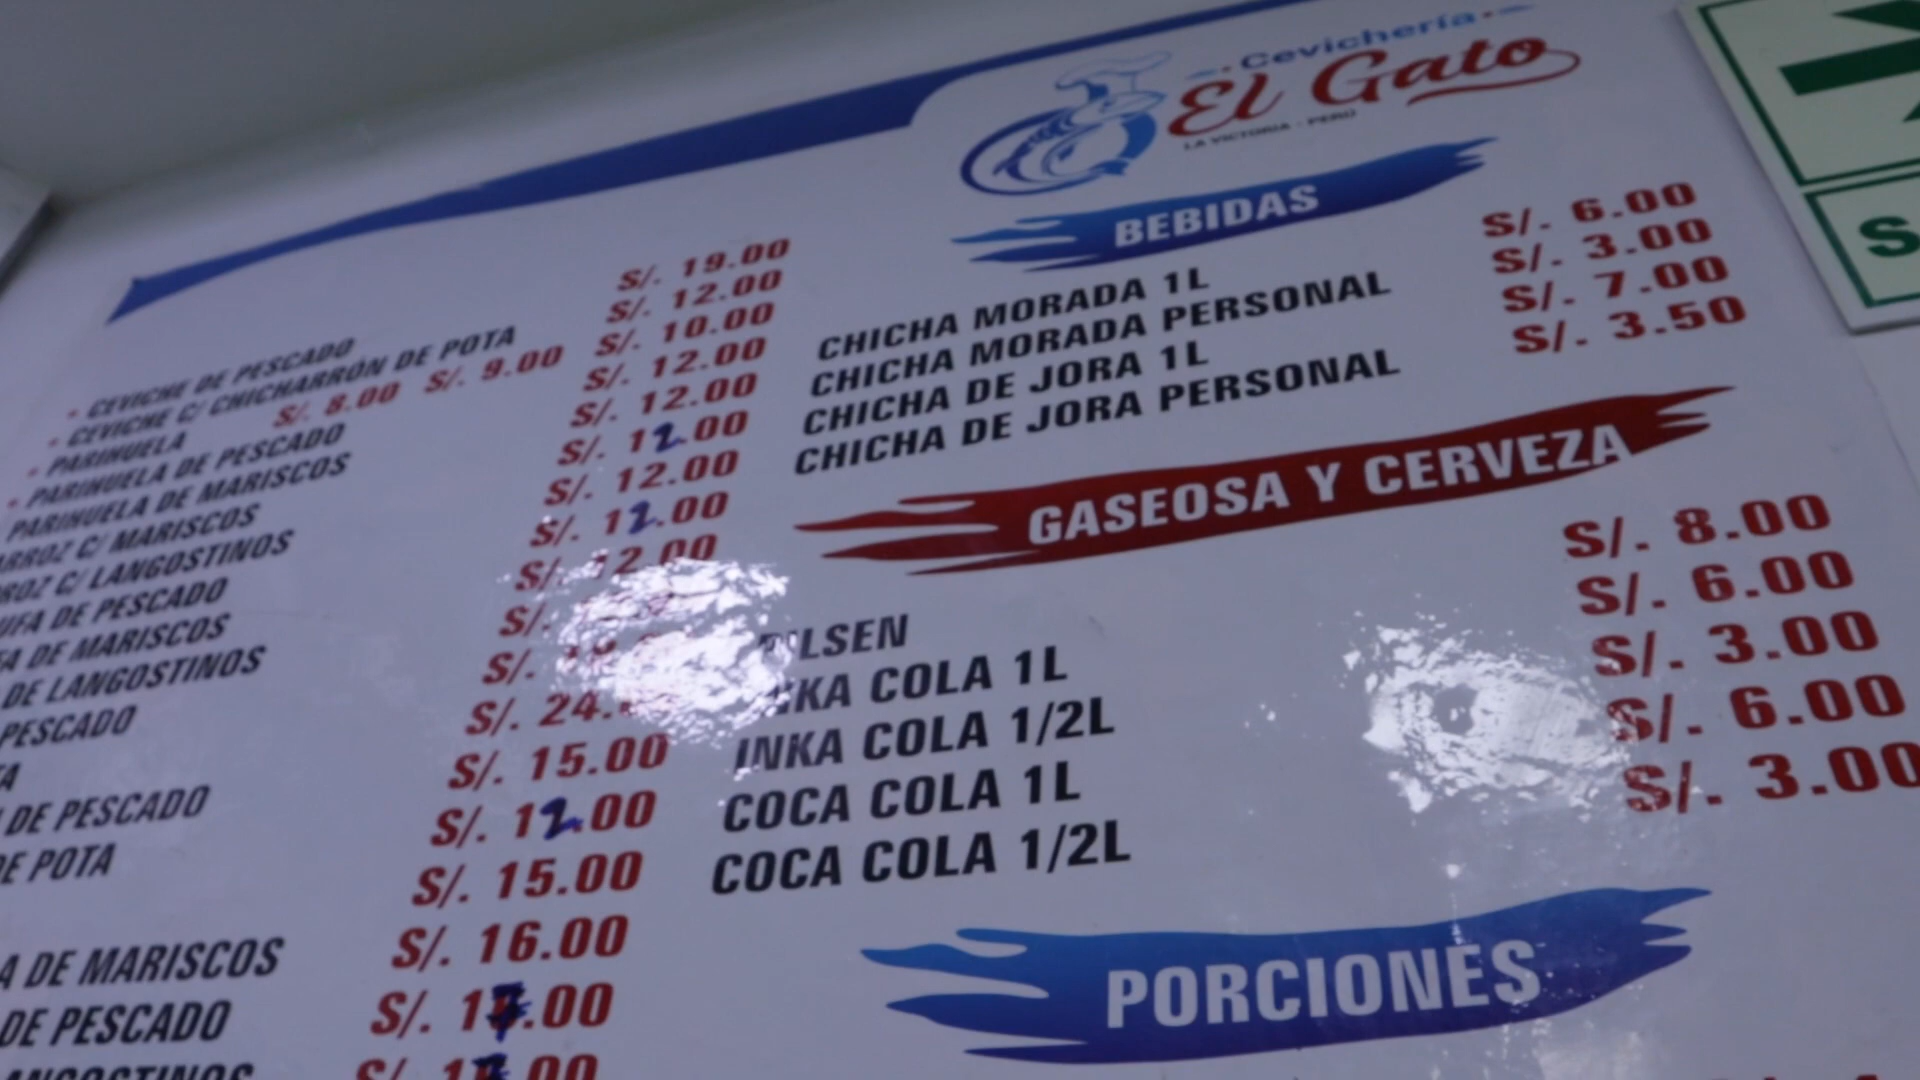 Cevichería
El Gato
LA VICTORIA - PERÚ
• CEVICHE DE PESCADO
• CEVICHE C/ CHICHARRÓN DE POTA
• PARIHUELA S/. 8.00 S/. 9.00
• PARIHUELA DE PESCADO
PARIHUELA DE MARISCOS
ARROZ C/ MARISCOS
ROZ C/ LANGOSTINOS
UFA DE PESCADO
FA DE MARISCOS
DE LANGOSTINOS
PESCADO
TA
DE PESCADO
DE POTA
A DE MARISCOS
DE PESCADO
ANGOSTINOS
S/. 19.00
S/. 12.00
S/. 10.00
S/. 12.00
S/. 12.00
S/. 12.00
S/. 12.00
S/. 12.00
S/. 12.00
S/.
S/.
S/. 24.
S/. 15.00
S/. 12.00
S/. 15.00
S/. 16.00
S/. 17.00
BEBIDAS
CHICHA MORADA 1L S/. 6.00
CHICHA MORADA PERSONAL S/. 3.00
CHICHA DE JORA 1L S/. 7.00
CHICHA DE JORA PERSONAL S/. 3.50
GASEOSA Y CERVEZA
PILSEN S/. 8.00
INKA COLA 1L S/. 6.00
INKA COLA 1/2L S/. 3.00
COCA COLA 1L S/. 6.00
COCA COLA 1/2L S/. 3.00
PORCIONES
S